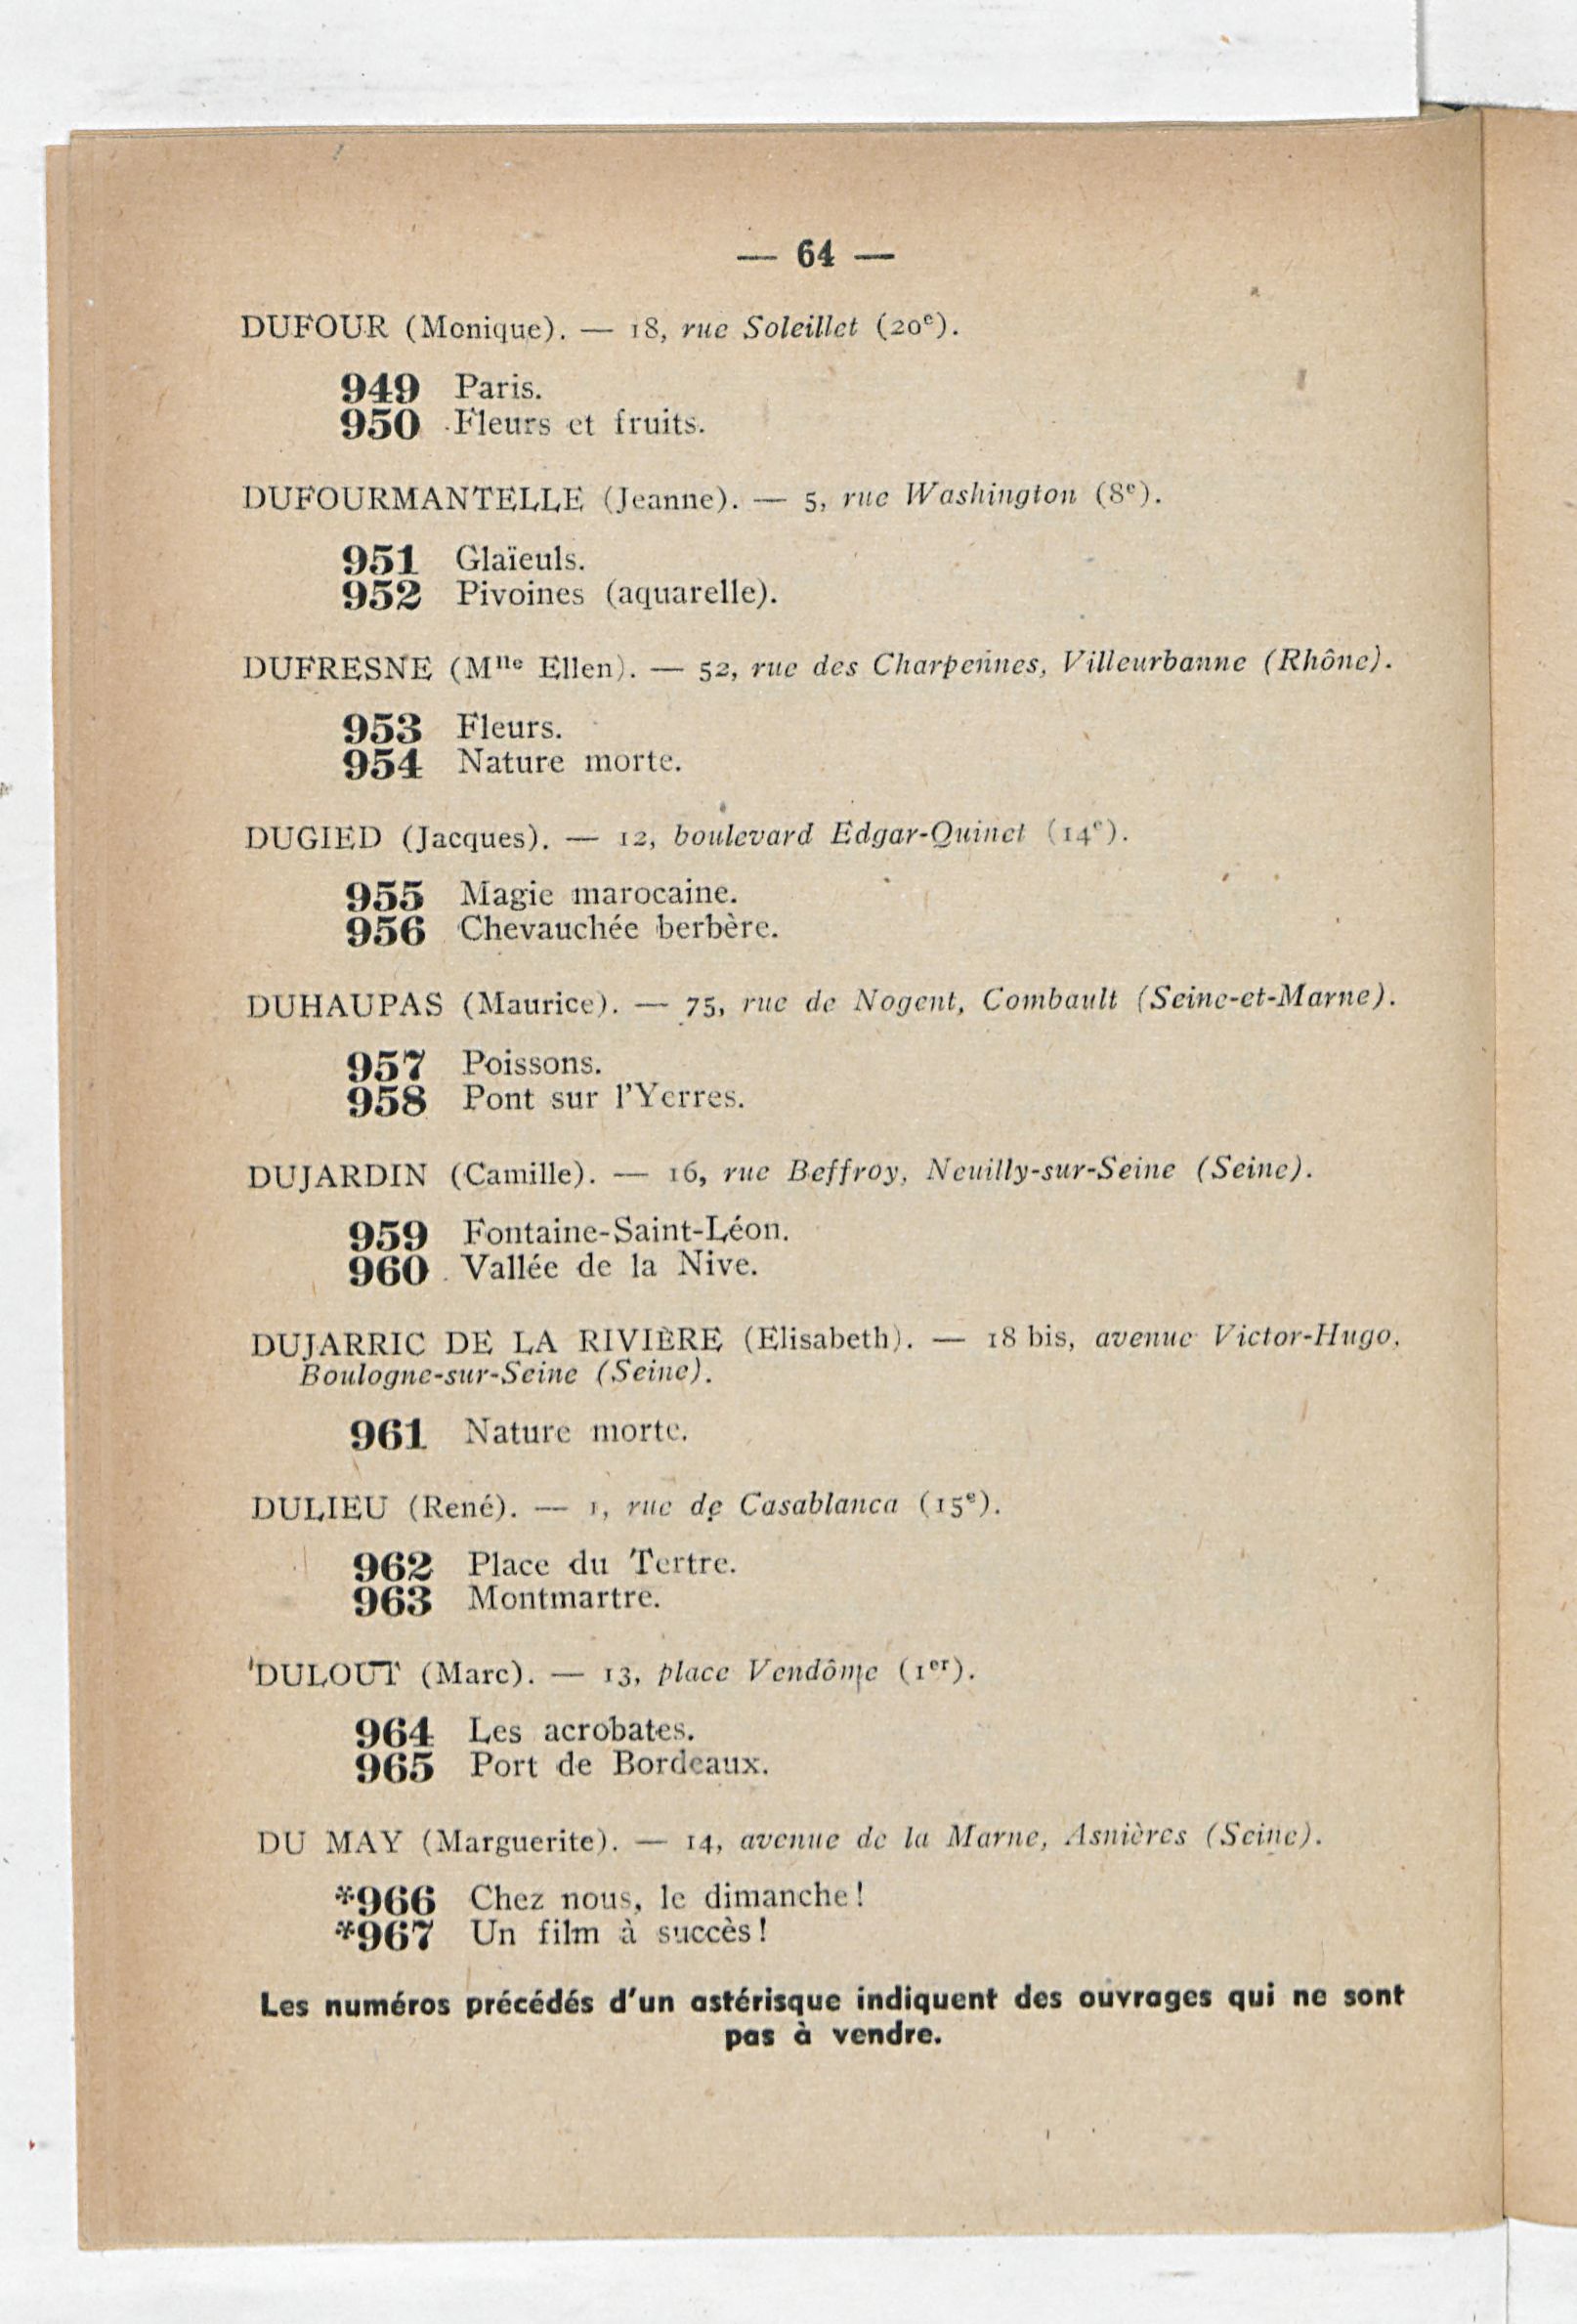 — 64 —
DUFOUR (Monique). — 18, rue Soleillet (20e).
949 Paris.
950 Fleurs et fruits.
DUFOURMANTELLE (Jeanne). — 5, rue Washington (8e).
951 Glaïeuls.
952 Pivoines (aquarelle).
DUFRESNE (Mlle Ellen). — 52, rue des Charpennes, Villeurbanne (Rhône).
953 Fleurs.
954 Nature morte.
DUGIED (Jacques). — 12, boulevard Edgar-Quinet (14e).
955 Magie marocaine.
956 Chevauchée berbère.
DUHAUPAS (Maurice). — 75, rue de Nogent, Combault (Seine-et-Marne).
957 Poissons.
958 Pont sur l'Yerres.
DUJARDIN (Camille). — 16, rue Beffroy, Neuilly-sur-Seine (Seine).
959 Fontaine-Saint-Léon.
960 Vallée de la Nive.
DUJARRIC DE LA RIVIÈRE (Elisabeth). — 18 bis, avenue Victor-Hugo,
Boulogne-sur-Seine (Seine).
961 Nature morte.
DULIEU (René). — 1, rue de Casablanca (15e).
962 Place du Tertre.
963 Montmartre.
DULOUT (Marc). — 13, place Vendôme (1er).
964 Les acrobates.
965 Port de Bordeaux.
DU MAY (Marguerite). — 14, avenue de la Marne, Asnières (Seine).
*966 Chez nous, le dimanche !
*967 Un film à succès !
Les numéros précédés d'un astérisque indiquent des ouvrages qui ne sont
pas à vendre.